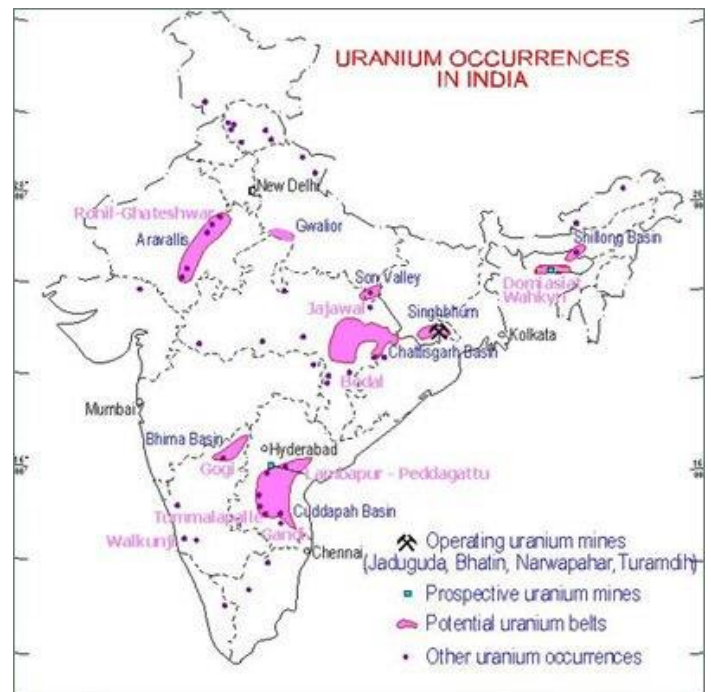 URANIUM OCCURRENCES
IN INDIA
New Delhi
Rohil-Ghateshwar
Aravallis
Gwalior
Shillong Basin
Domiasiat
Wahkyn
Son Valley
Jajawal
Singhbhum
Kolkata
Chattisgarh Basin
Bodal
Mumbai
Bhima Basin
Hyderabad
Gogi
Lambapur - Peddagattu
Tummalapalle
Cuddapah Basin
Gandi
Walkunji
Chennai
Operating uranium mines
(Jaduguda, Bhatin, Narwapahar, Turamdih)
Prospective uranium mines
Potential uranium belts
Other uranium occurrences